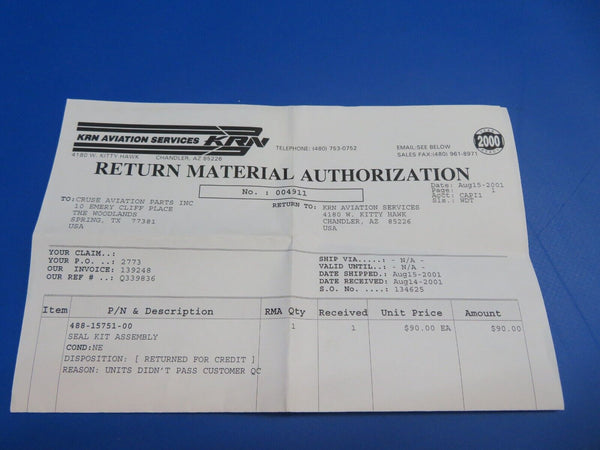 KRN AVIATION SERVICES KRN
4180 W. KITTY HAWK CHANDLER, AZ 85226
TELEPHONE: (480) 753-0752
EMAIL:SEE BELOW
SALES FAX:(480) 961-8971
YEAR 2000
RETURN MATERIAL AUTHORIZATION
No. : 004911
Date: Aug15-2001
Page: 1
Acct: CAPI1
Sls.: WDT
TO:CRUSE AVIATION PARTS INC
10 EMERY CLIFF PLACE
THE WOODLANDS
SPRING, TX 77381
USA
RETURN TO: KRN AVIATION SERVICES
4180 W. KITTY HAWK
CHANDLER, AZ 85226
USA
YOUR CLAIM..:
YOUR P.O. ..: 2773
OUR INVOICE: 139248
OUR REF # ..: Q339836
SHIP VIA.....: - N/A -
VALID UNTIL..: - N/A -
DATE SHIPPED.: Aug15-2001
DATE RECEIVED: Aug14-2001
S.O. NO. ....: 134625
Item P/N & Description RMA Qty Received Unit Price Amount
488-15751-00 1 1 $90.00 EA $90.00
SEAL KIT ASSEMBLY
COND:NE
DISPOSITION: [ RETURNED FOR CREDIT ]
REASON: UNITS DIDN'T PASS CUSTOMER QC